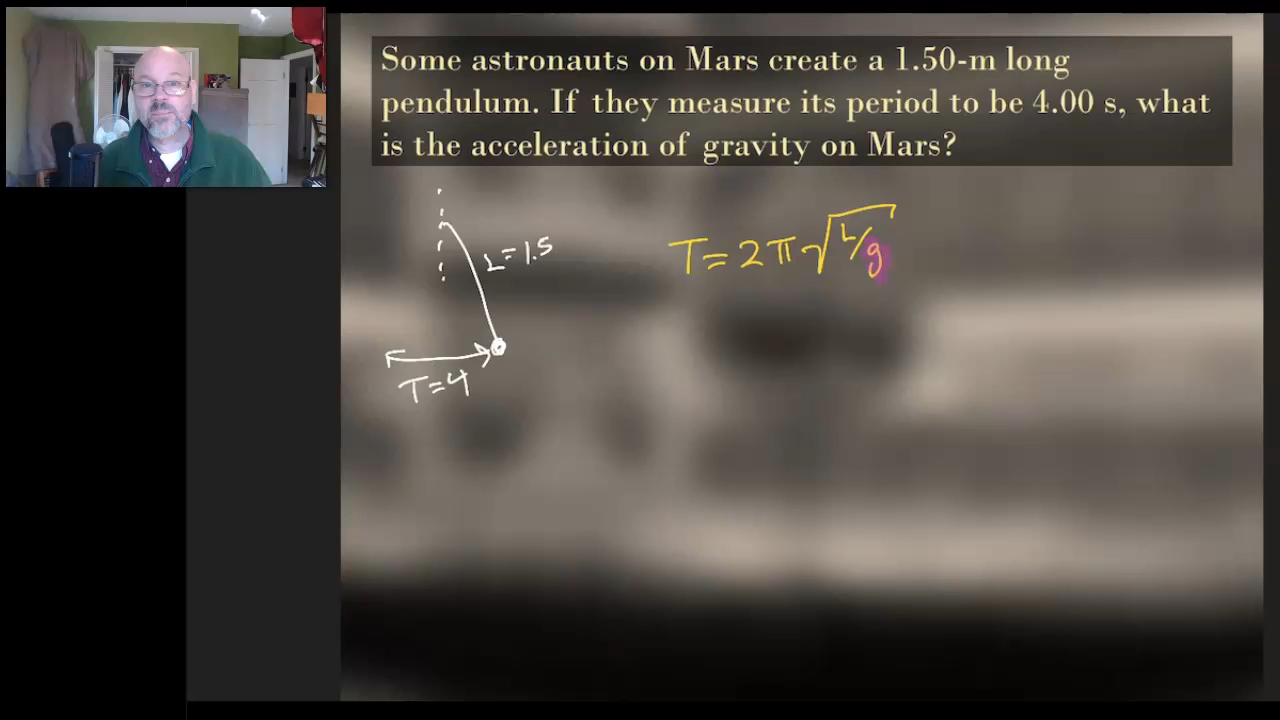 Some astronauts on Mars create a 1.50-m long
pendulum. If they measure its period to be 4.00 s, what
is the acceleration of gravity on Mars?
L=1.5
T=2π√L/g
T=4